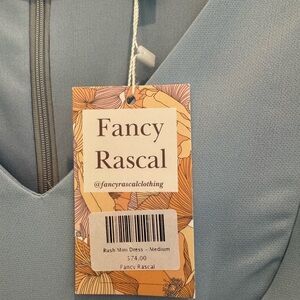 Fancy
Rascal
@fancyrascalclothing
Rush Mini Dress - Medium
$74.00
Fancy Rascal